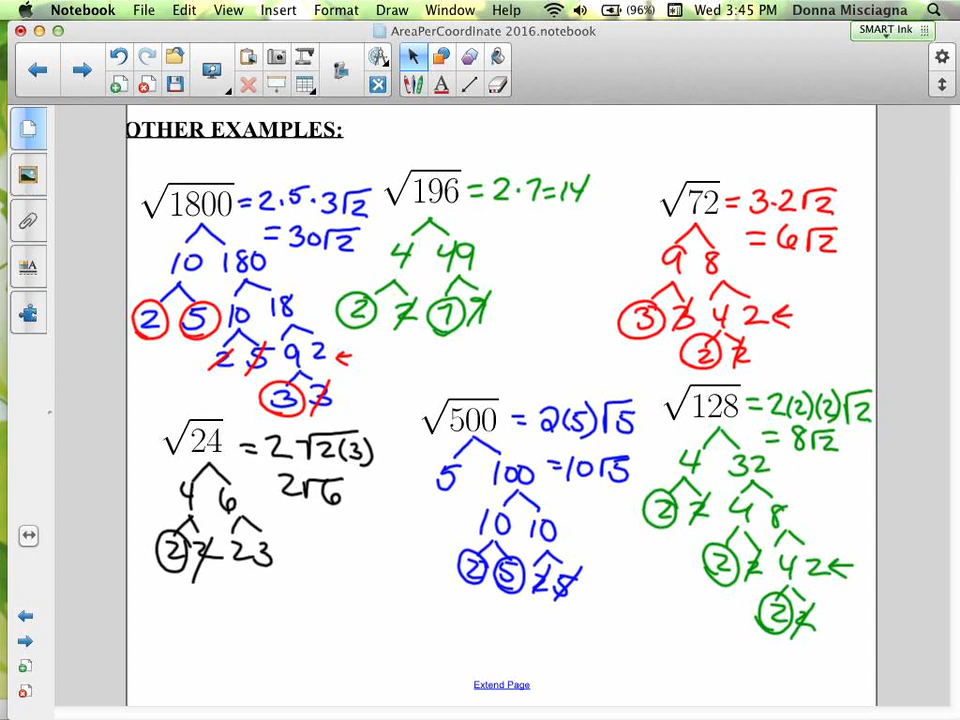 Notebook File Edit View Insert Format Draw Window Help (96%) Wed 3:45 PM Donna Misciagna
AreaPerCoordInate 2016.notebook
SMART Ink
OTHER EXAMPLES:
√1800 = 2·5·3√2
= 30√2
10 180
2 5 10 18
2 5 9 2 ←
3 3
√196 = 2·7=14
4 49
2 2 7 7
√72 = 3·2√2
= 6√2
9 8
3 3 4 2 ←
2 2
√24 = 2√2(3)
2√6
4 6
2 2 2 3
√500 = 2(5)√5
=10√5
5 100
10 10
2 5 2 5
√128 = 2(2)(2)√2
= 8√2
4 32
2 2 4 8
2 2 4 2 ←
2 2
Extend Page